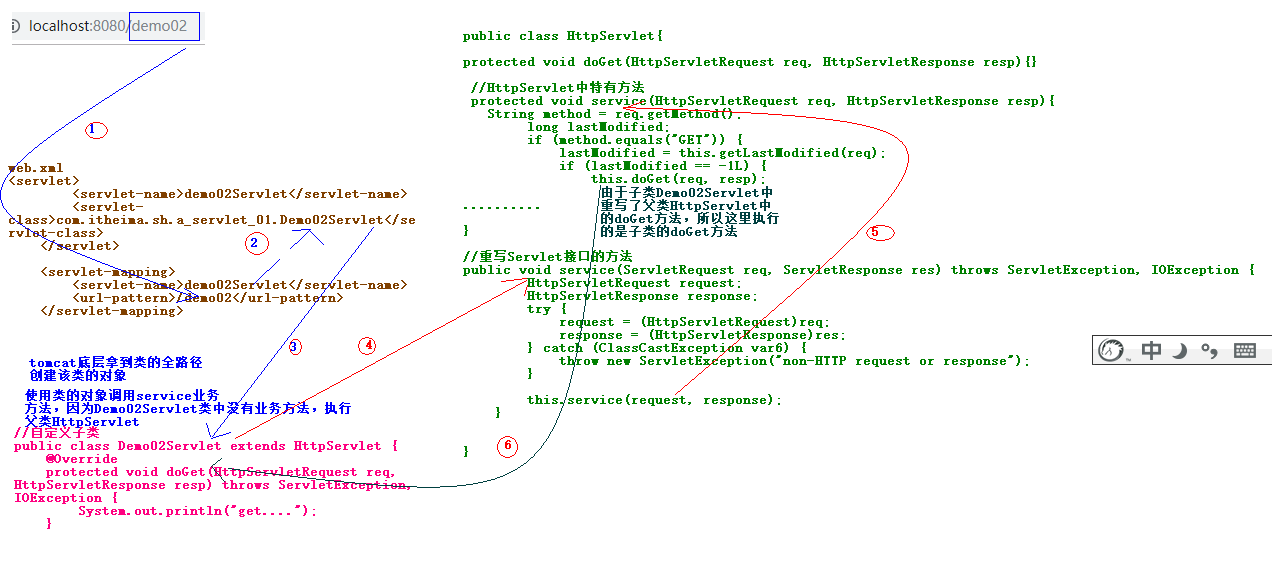 localhost:8080/demo02
1
web.xml
<servlet>
<servlet-name>demo02Servlet</servlet-name>
<servlet-
class>com.itheima.sh.a_servlet_01.Demo02Servlet</se
rvlet-class>
</servlet>
2
<servlet-mapping>
<servlet-name>demo02Servlet</servlet-name>
<url-pattern>/demo02</url-pattern>
</servlet-mapping>
3
4
tomcat底层拿到类的全路径
创建该类的对象
使用类的对象调用service业务
方法，因为Demo02Servlet类中没有业务方法，执行
父类HttpServlet
//自定义子类
public class Demo02Servlet extends HttpServlet {
@Override
protected void doGet(HttpServletRequest req,
HttpServletResponse resp) throws ServletException,
IOException {
System.out.println("get....");
}
public class HttpServlet{
protected void doGet(HttpServletRequest req, HttpServletResponse resp){}
//HttpServlet中特有方法
protected void service(HttpServletRequest req, HttpServletResponse resp){
String method = req.getMethod();
long lastModified;
if (method.equals("GET")) {
lastModified = this.getLastModified(req);
if (lastModified == -1L) {
this.doGet(req, resp);
由于子类Demo02Servlet中
重写了父类HttpServlet中
的doGet方法，所以这里执行
的是子类的doGet方法
..........
}
5
//重写Servlet接口的方法
public void service(ServletRequest req, ServletResponse res) throws ServletException, IOException {
HttpServletRequest request;
HttpServletResponse response;
try {
request = (HttpServletRequest)req;
response = (HttpServletResponse)res;
} catch (ClassCastException var6) {
throw new ServletException("non-HTTP request or response");
}
this.service(request, response);
}
6
}
中